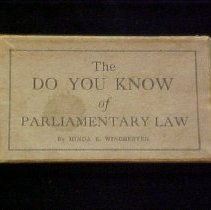 The
DO YOU KNOW
of
PARLIAMENTARY LAW
By MINDA E. WINCHESTER